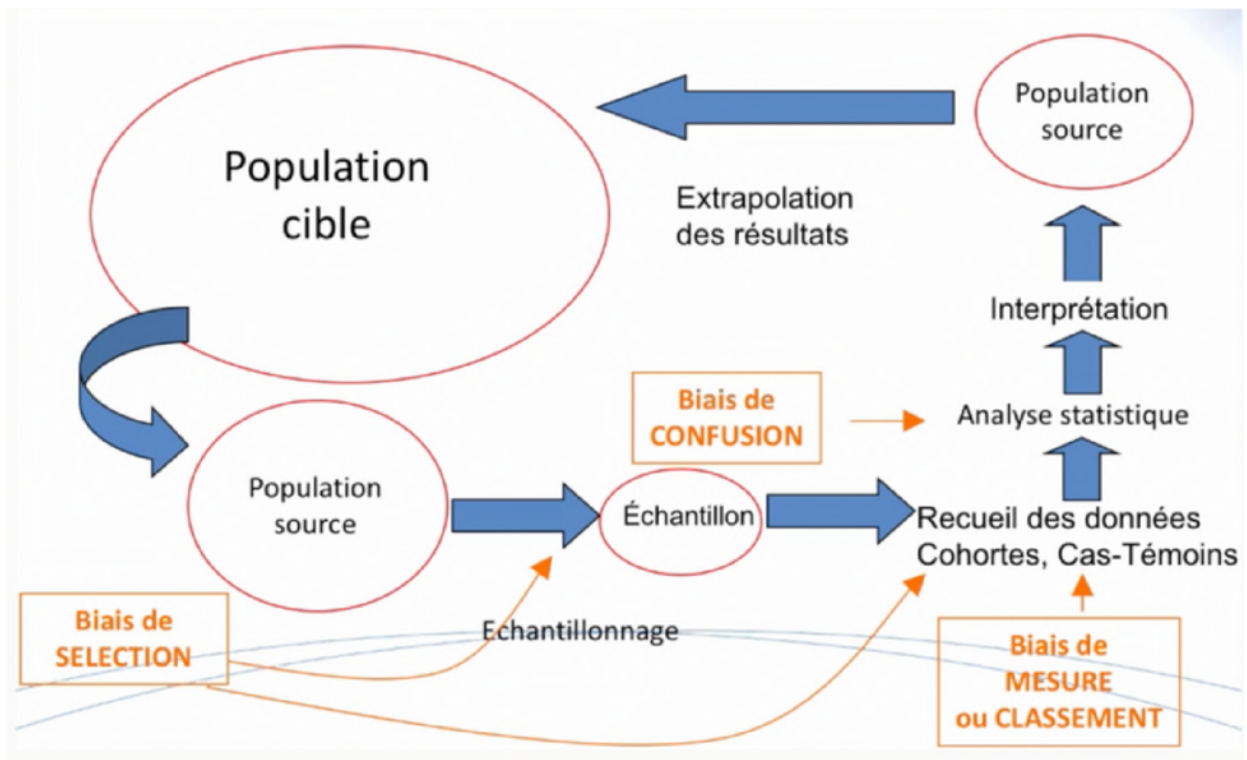 Population
cible
Population
source
Extrapolation
des résultats
Interprétation
Biais de
CONFUSION
Analyse statistique
Population
source
Échantillon
Recueil des données
Cohortes, Cas-Témoins
Biais de
SELECTION
Echantillonnage
Biais de
MESURE
ou CLASSEMENT